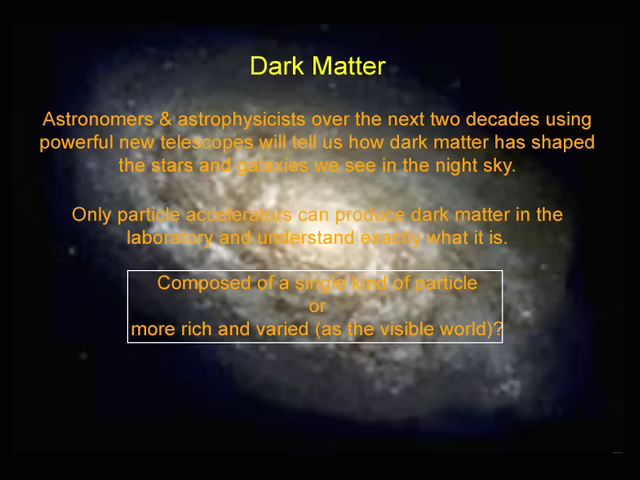 Dark Matter
Astronomers & astrophysicists over the next two decades using
powerful new telescopes will tell us how dark matter has shaped
the stars and galaxies we see in the night sky.
Only particle accelerators can produce dark matter in the
laboratory and understand exactly what it is.
Composed of a single kind of particle
or
more rich and varied (as the visible world)?